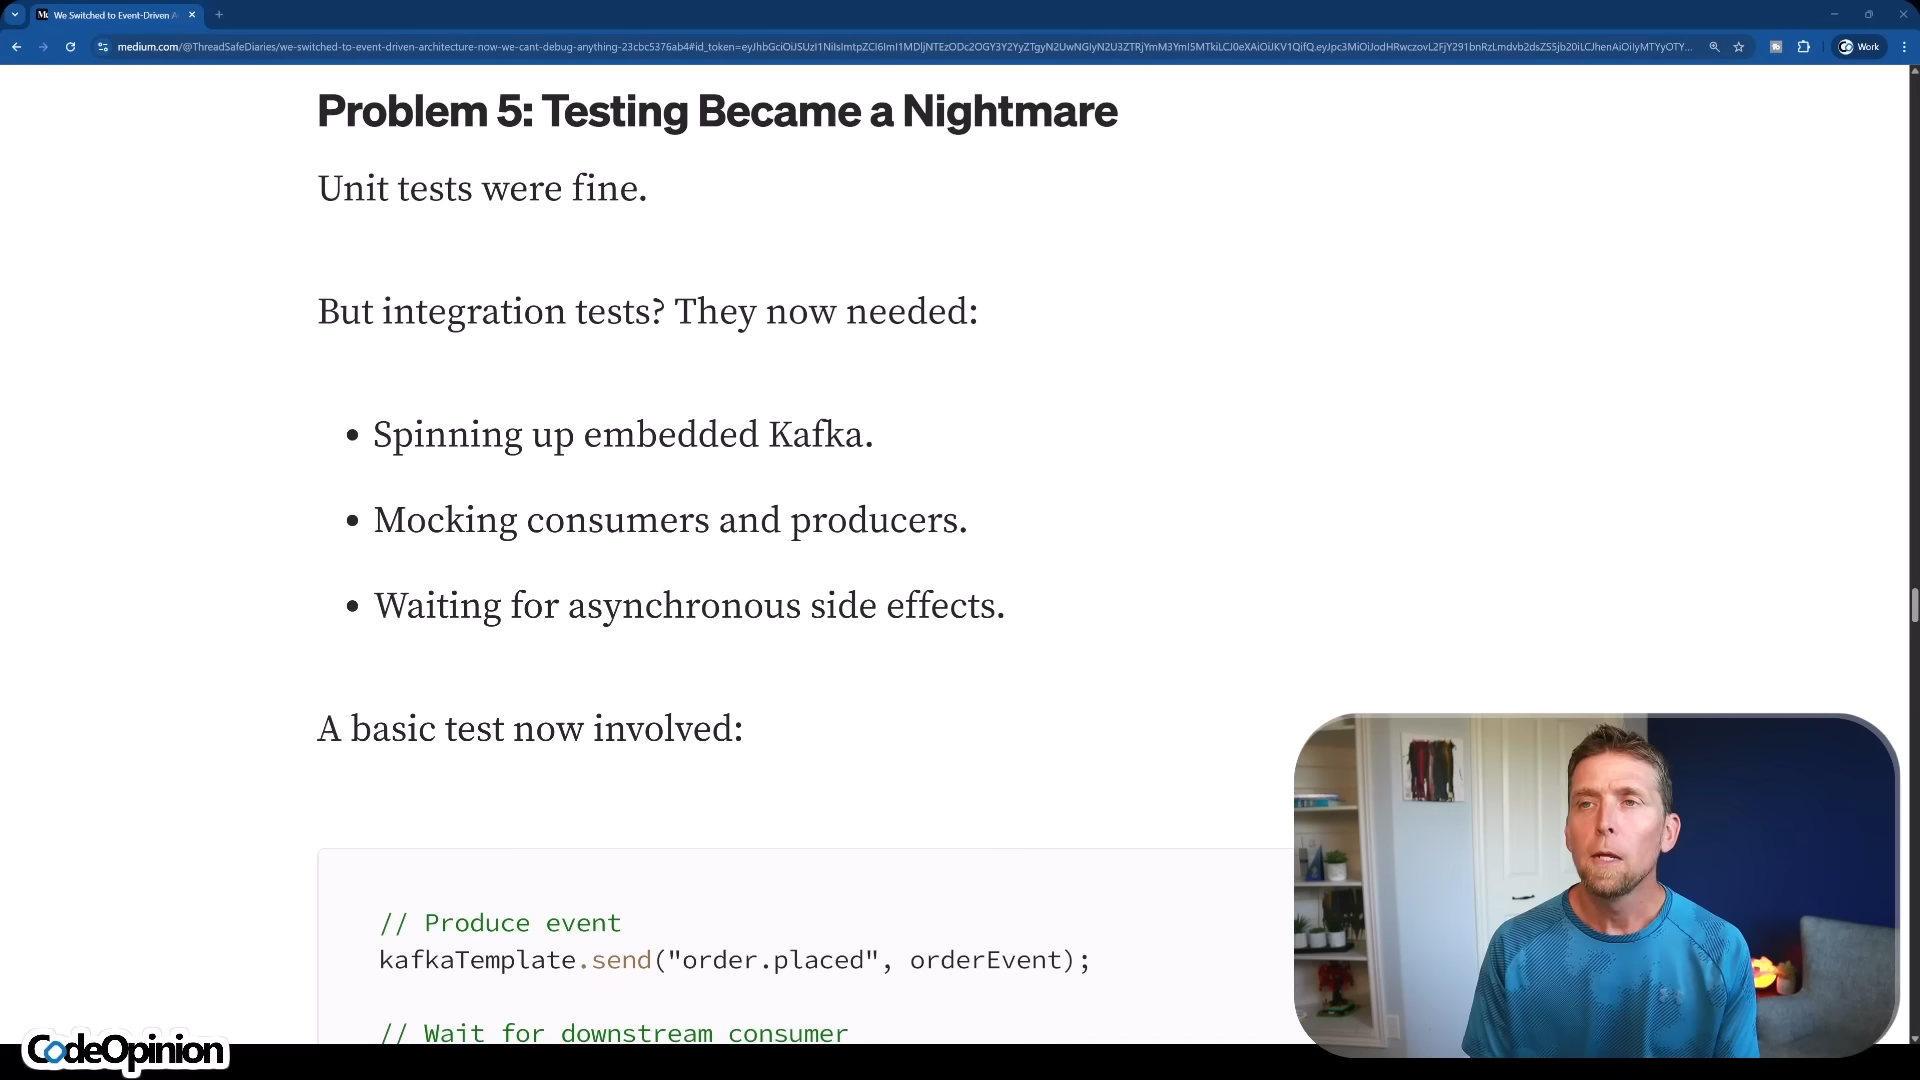 We Switched to Event-Driven A
medium.com/@ThreadSafeDiaries/we-switched-to-event-driven-architecture-now-we-cant-debug-anything-23cbc5376ab4#id_token=
Work
Problem 5: Testing Became a Nightmare
Unit tests were fine.
But integration tests? They now needed:
• Spinning up embedded Kafka.
• Mocking consumers and producers.
• Waiting for asynchronous side effects.
A basic test now involved:
// Produce event
kafkaTemplate.send("order.placed", orderEvent);
// Wait for downstream consumer
CodeOpinion